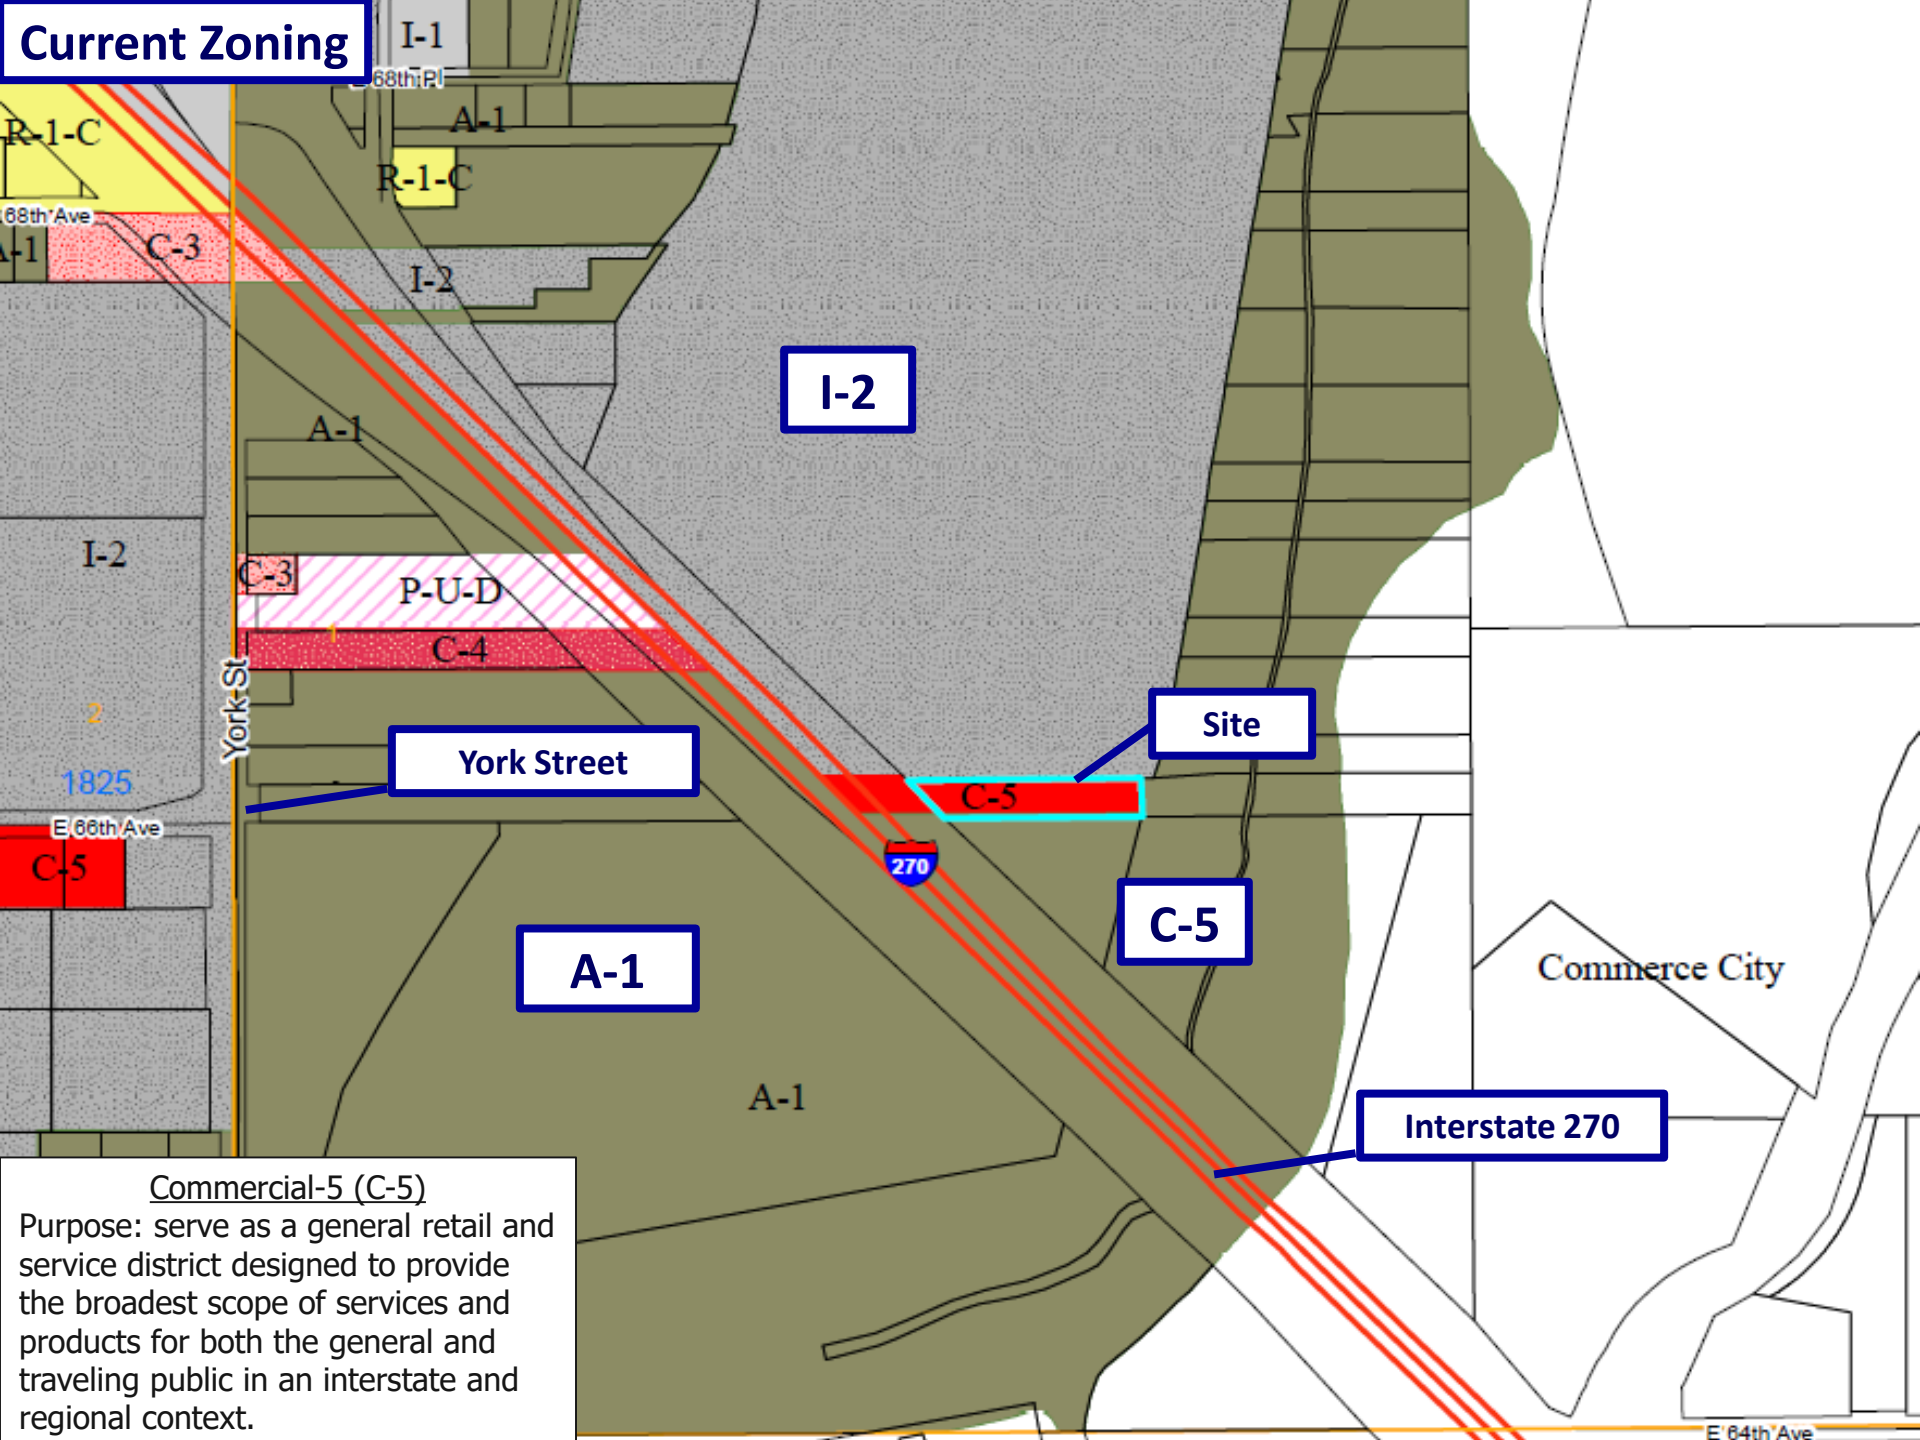 Current Zoning
I-1
E 68th Pl
A-1
R-1-C
R-1-C
68th Ave
A-1
C-3
I-2
I-2
A-1
I-2
C-3
P-U-D
1
C-4
York St
2
Site
York Street
1825
C-5
E 66th Ave
270
C-5
C-5
A-1
Commerce City
A-1
Interstate 270
Commercial-5 (C-5)
Purpose: serve as a general retail and
service district designed to provide
the broadest scope of services and
products for both the general and
traveling public in an interstate and
regional context.
E 64th Ave